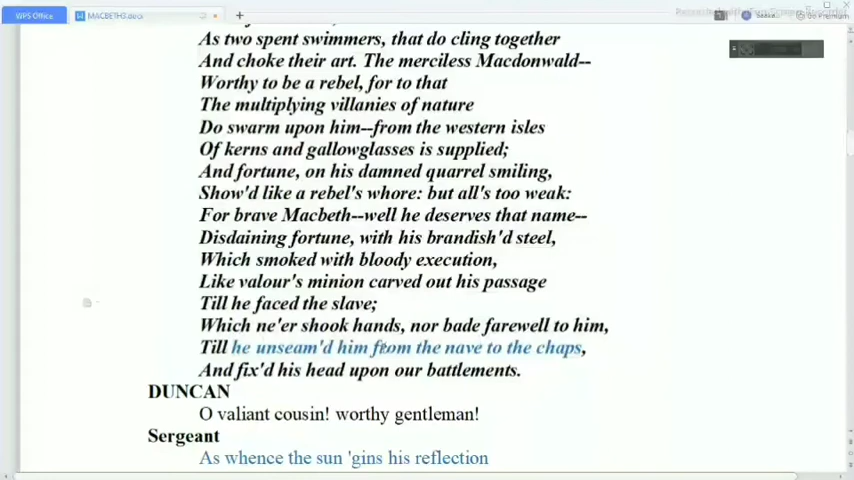 WPS Office
MACBETH3.docx
Go Premium
As two spent swimmers, that do cling together
And choke their art. The merciless Macdonwald--
Worthy to be a rebel, for to that
The multiplying villanies of nature
Do swarm upon him--from the western isles
Of kerns and gallowglasses is supplied;
And fortune, on his damned quarrel smiling,
Show'd like a rebel's whore: but all's too weak:
For brave Macbeth--well he deserves that name--
Disdaining fortune, with his brandish'd steel,
Which smoked with bloody execution,
Like valour's minion carved out his passage
Till he faced the slave;
Which ne'er shook hands, nor bade farewell to him,
Till he unseam'd him from the nave to the chaps,
And fix'd his head upon our battlements.
DUNCAN
O valiant cousin! worthy gentleman!
Sergeant
As whence the sun 'gins his reflection